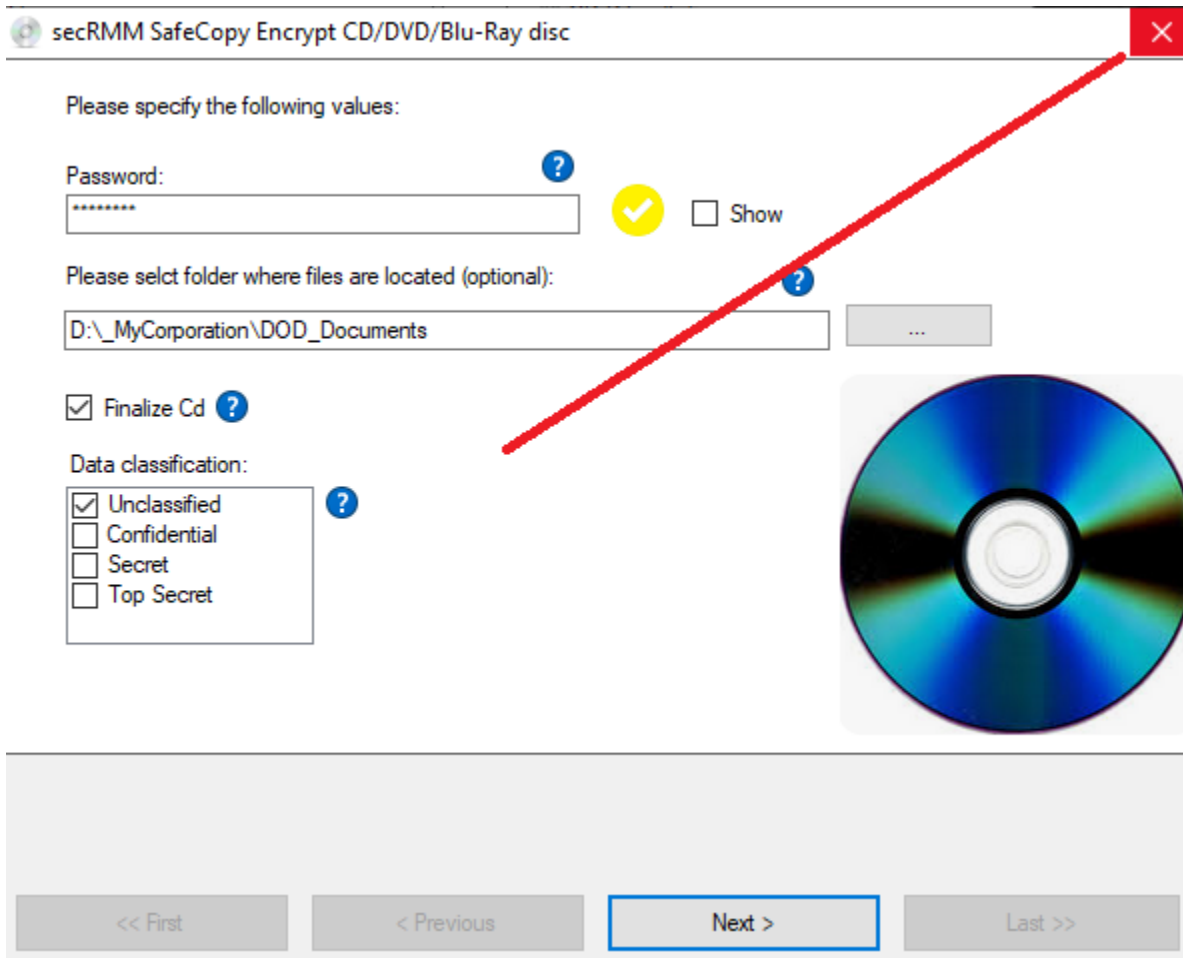 secRMM SafeCopy Encrypt CD/DVD/Blu-Ray disc
Please specify the following values:
Password:
********
Show
Please selct folder where files are located (optional):
D:\_MyCorporation\DOD_Documents
...
Finalize Cd
Data classification:
Unclassified
Confidential
Secret
Top Secret
<< First
< Previous
Next >
Last >>